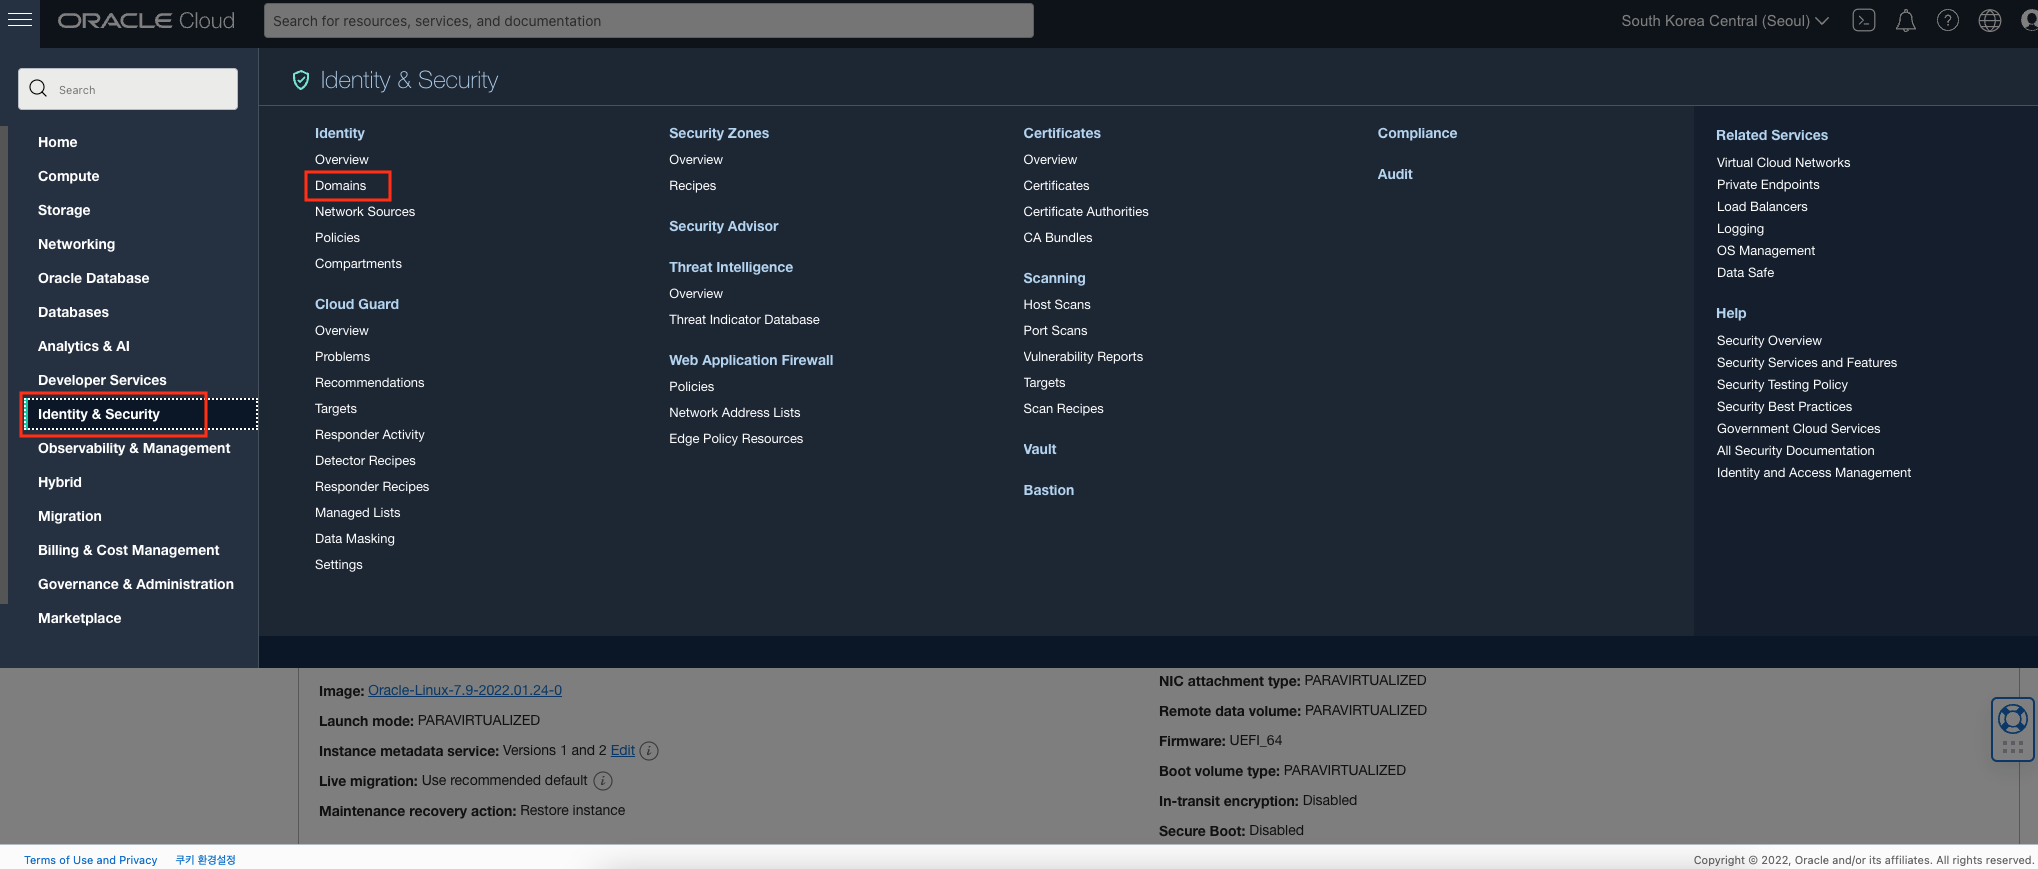 ORACLE Cloud
Search for resources, services, and documentation
South Korea Central (Seoul)
Search
Home
Compute
Storage
Networking
Oracle Database
Databases
Analytics & AI
Developer Services
Identity & Security
Observability & Management
Hybrid
Migration
Billing & Cost Management
Governance & Administration
Marketplace
Identity & Security
Identity
Overview
Domains
Network Sources
Policies
Compartments
Cloud Guard
Overview
Problems
Recommendations
Targets
Responder Activity
Detector Recipes
Responder Recipes
Managed Lists
Data Masking
Settings
Security Zones
Overview
Recipes
Security Advisor
Threat Intelligence
Overview
Threat Indicator Database
Web Application Firewall
Policies
Network Address Lists
Edge Policy Resources
Certificates
Overview
Certificates
Certificate Authorities
CA Bundles
Scanning
Host Scans
Port Scans
Vulnerability Reports
Targets
Scan Recipes
Vault
Bastion
Compliance
Audit
Related Services
Virtual Cloud Networks
Private Endpoints
Load Balancers
Logging
OS Management
Data Safe
Help
Security Overview
Security Services and Features
Security Testing Policy
Security Best Practices
Government Cloud Services
All Security Documentation
Identity and Access Management
Image: Oracle-Linux-7.9-2022.01.24-0
Launch mode: PARAVIRTUALIZED
Instance metadata service: Versions 1 and 2 Edit
Live migration: Use recommended default
Maintenance recovery action: Restore instance
NIC attachment type: PARAVIRTUALIZED
Remote data volume: PARAVIRTUALIZED
Firmware: UEFI_64
Boot volume type: PARAVIRTUALIZED
In-transit encryption: Disabled
Secure Boot: Disabled
Terms of Use and Privacy
쿠키 환경설정
Copyright © 2022, Oracle and/or its affiliates. All rights reserved.